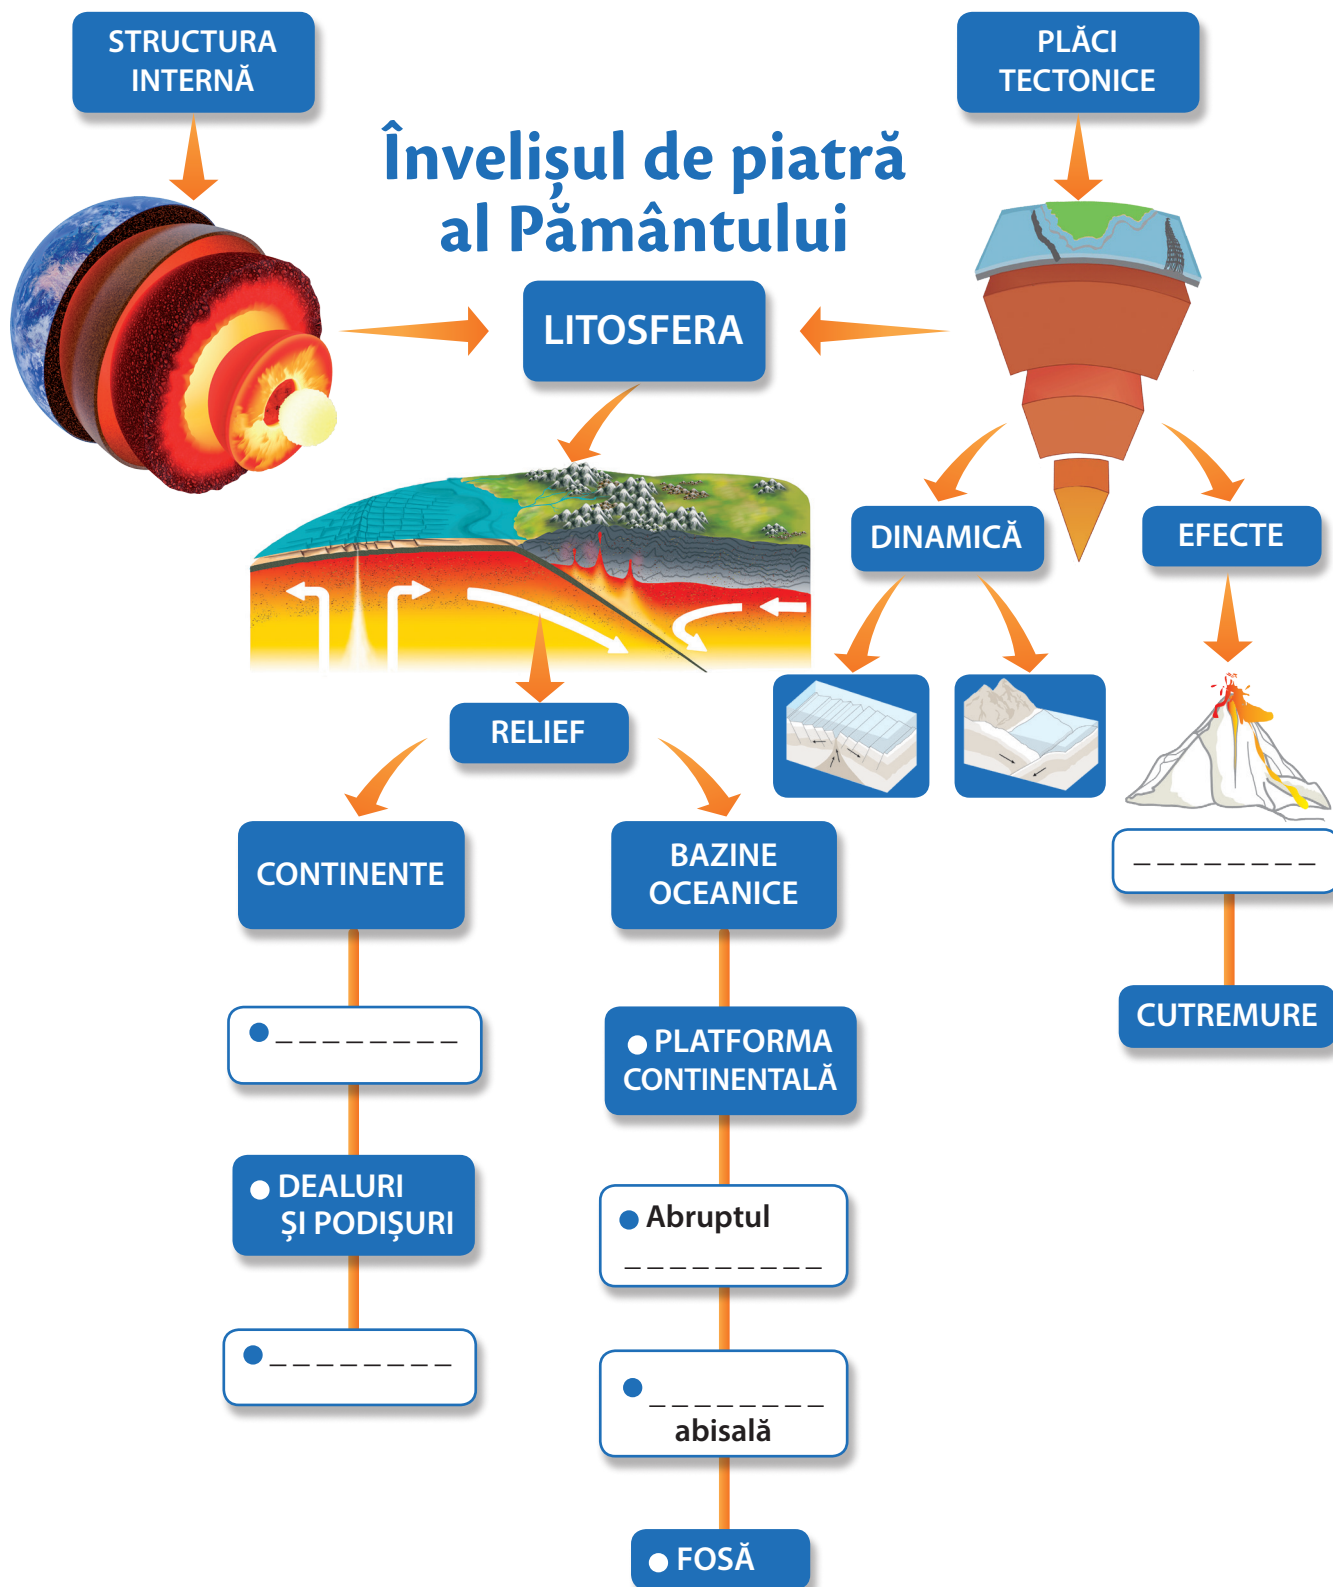 STRUCTURA
INTERNĂ
PLĂCI
TECTONICE
Învelișul de piatră
al Pământului
LITOSFERA
DINAMICĂ
EFECTE
RELIEF
CONTINENTE
BAZINE
OCEANICE
_ _ _ _ _ _ _ _
CUTREMURE
● _ _ _ _ _ _ _ _
● PLATFORMA
CONTINENTALĂ
● DEALURI
ȘI PODIȘURI
● Abruptul
_ _ _ _ _ _ _ _ _
● _ _ _ _ _ _ _ _
● _ _ _ _ _ _ _ _
abisală
● FOSĂ